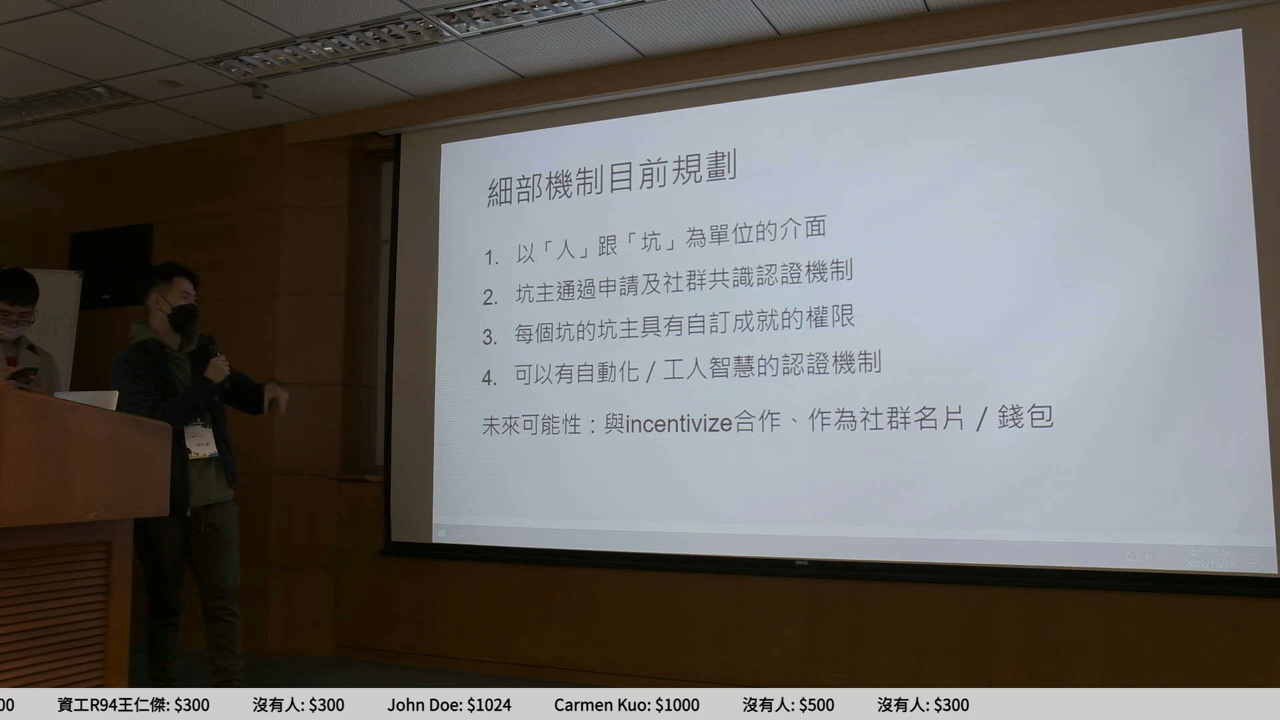 細部機制目前規劃
1. 以「人」跟「坑」為單位的介面
2. 坑主通過申請及社群共識認證機制
3. 每個坑的坑主具有自訂成就的權限
4. 可以有自動化 / 工人智慧的認證機制
未來可能性：與incentivize合作、作為社群名片 / 錢包
00 資工R94王仁傑: $300 沒有人: $300 John Doe: $1024 Carmen Kuo: $1000 沒有人: $500 沒有人: $300